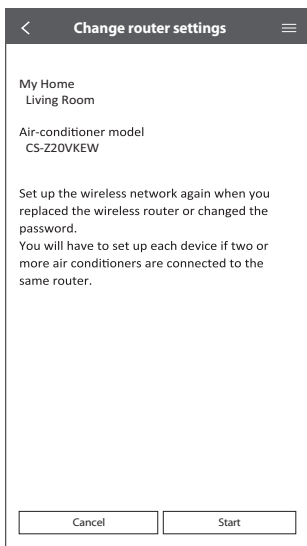 Change router settings
My Home
Living Room
Air-conditioner model
CS-Z20VKEW
Set up the wireless network again when you
replaced the wireless router or changed the
password.
You will have to set up each device if two or
more air conditioners are connected to the
same router.
Cancel
Start